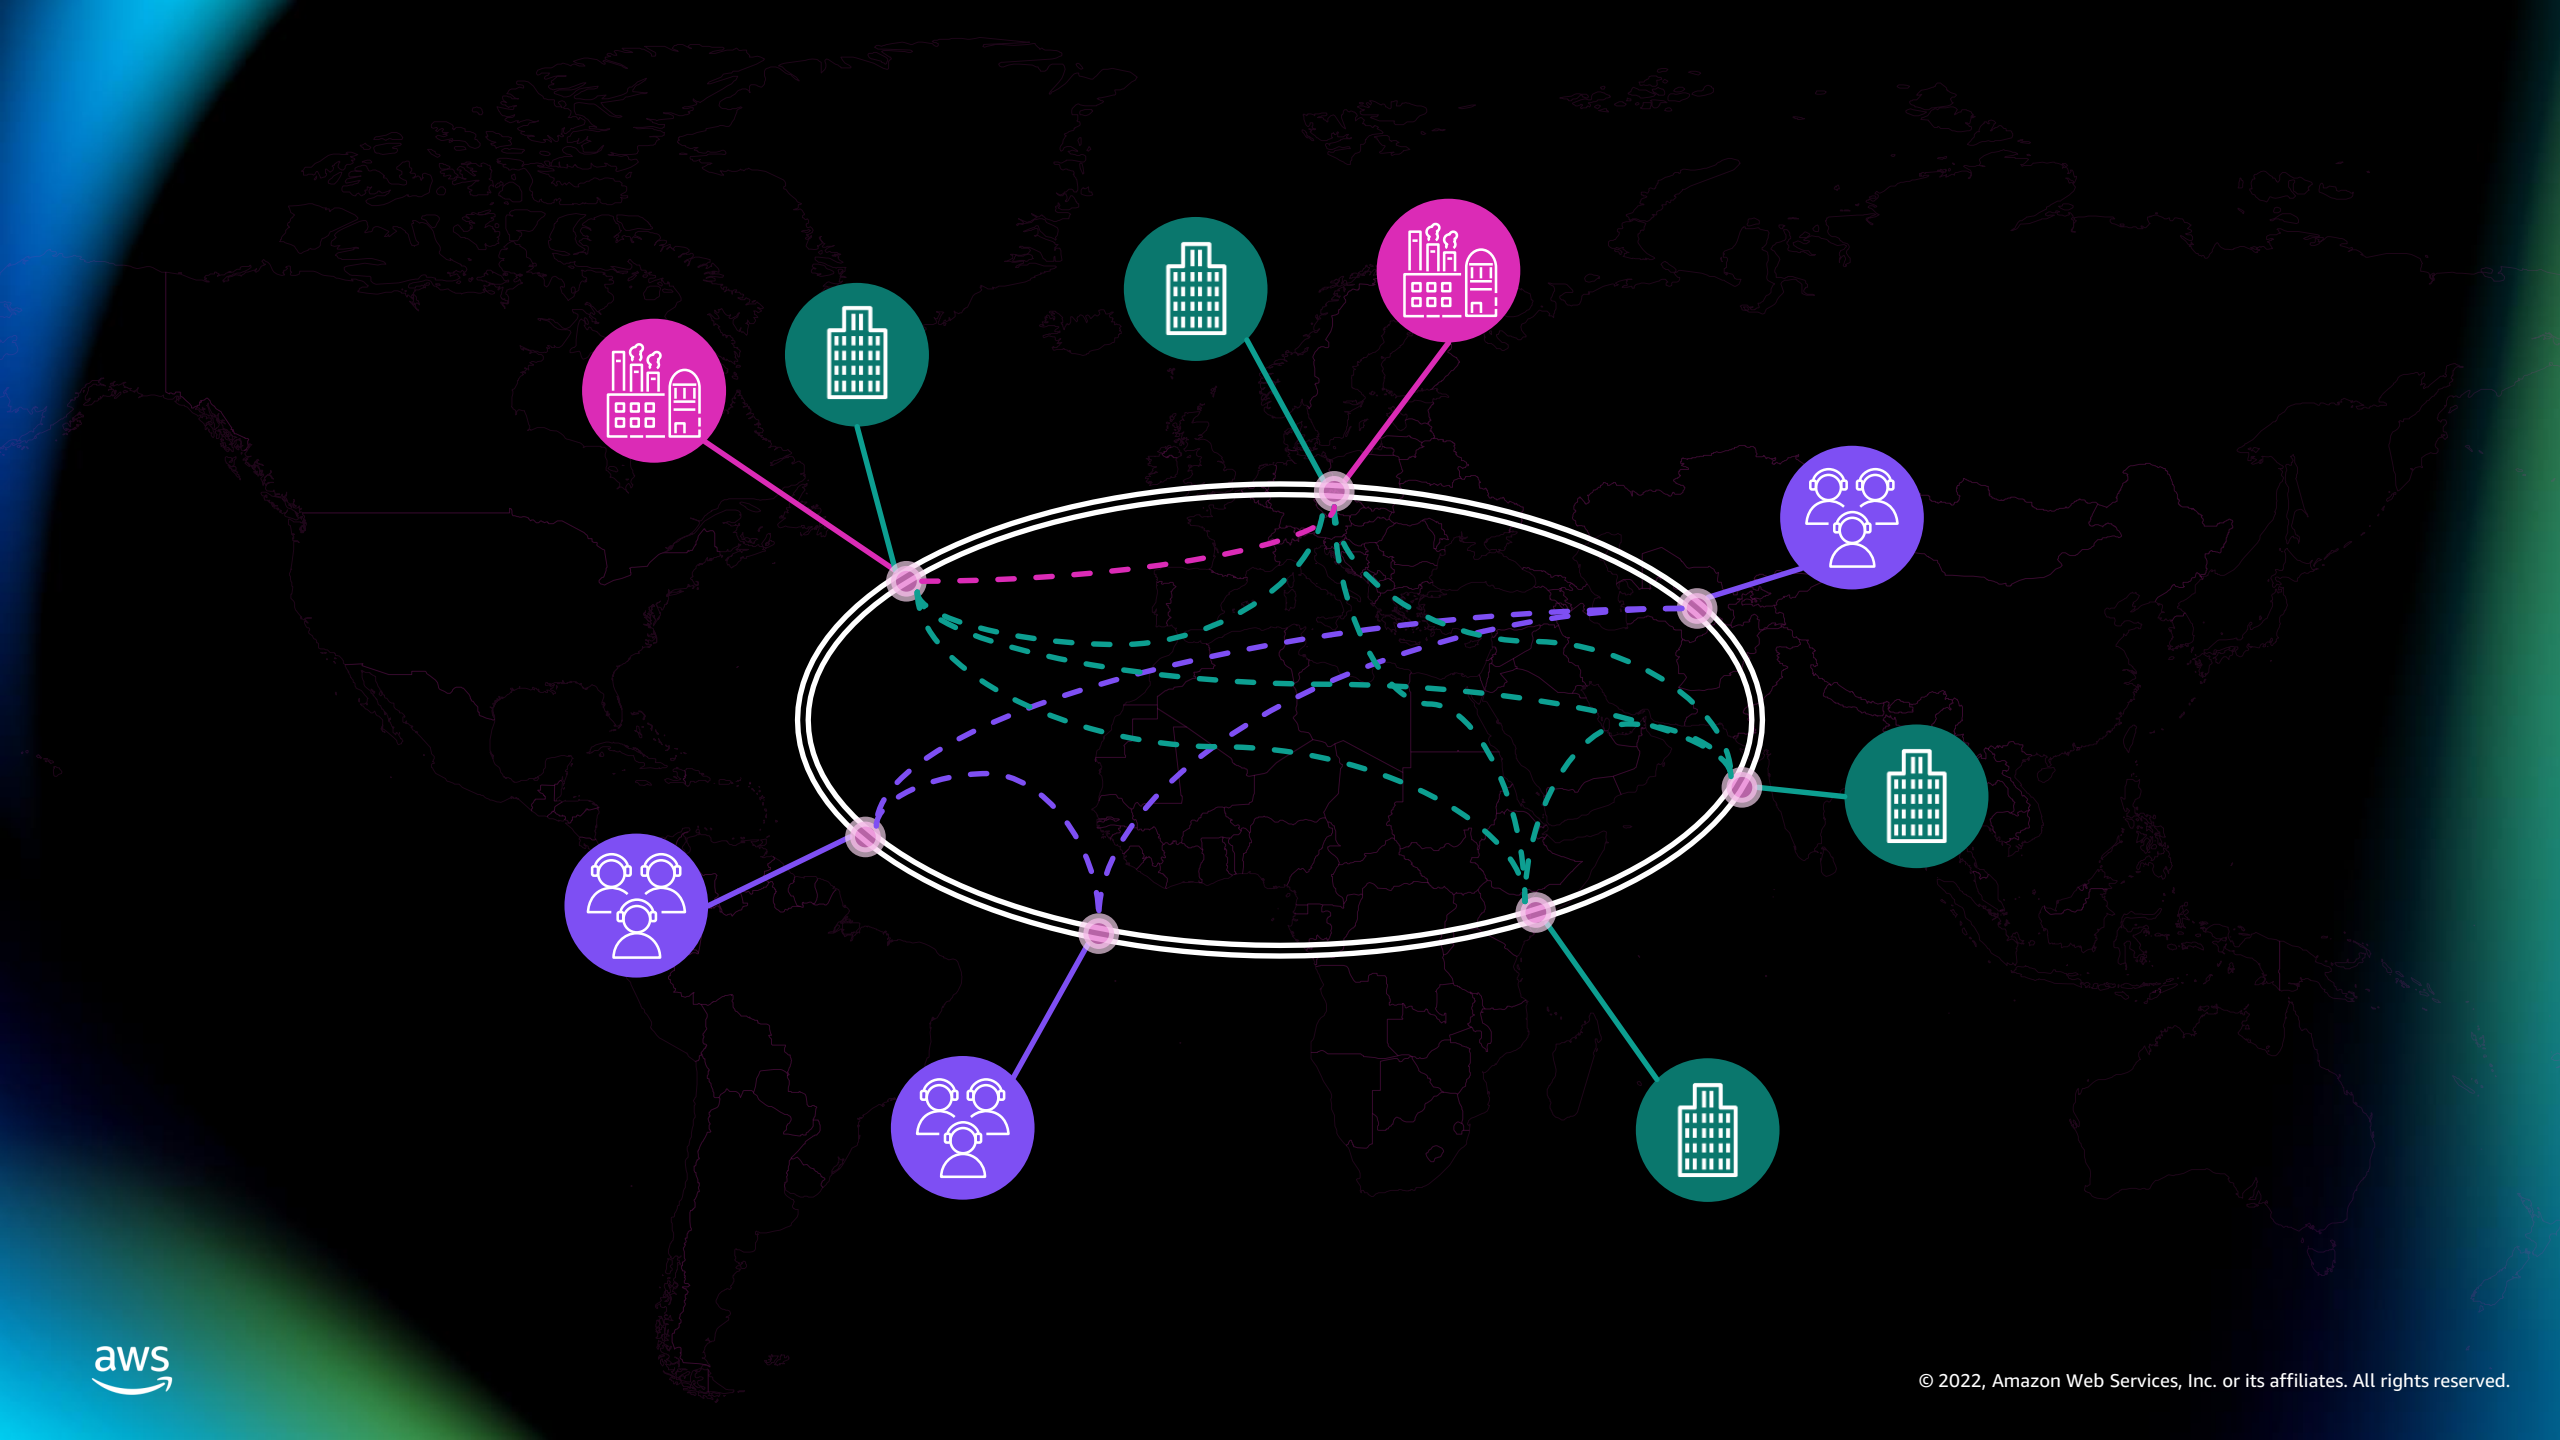 aws
© 2022, Amazon Web Services, Inc. or its affiliates. All rights reserved.